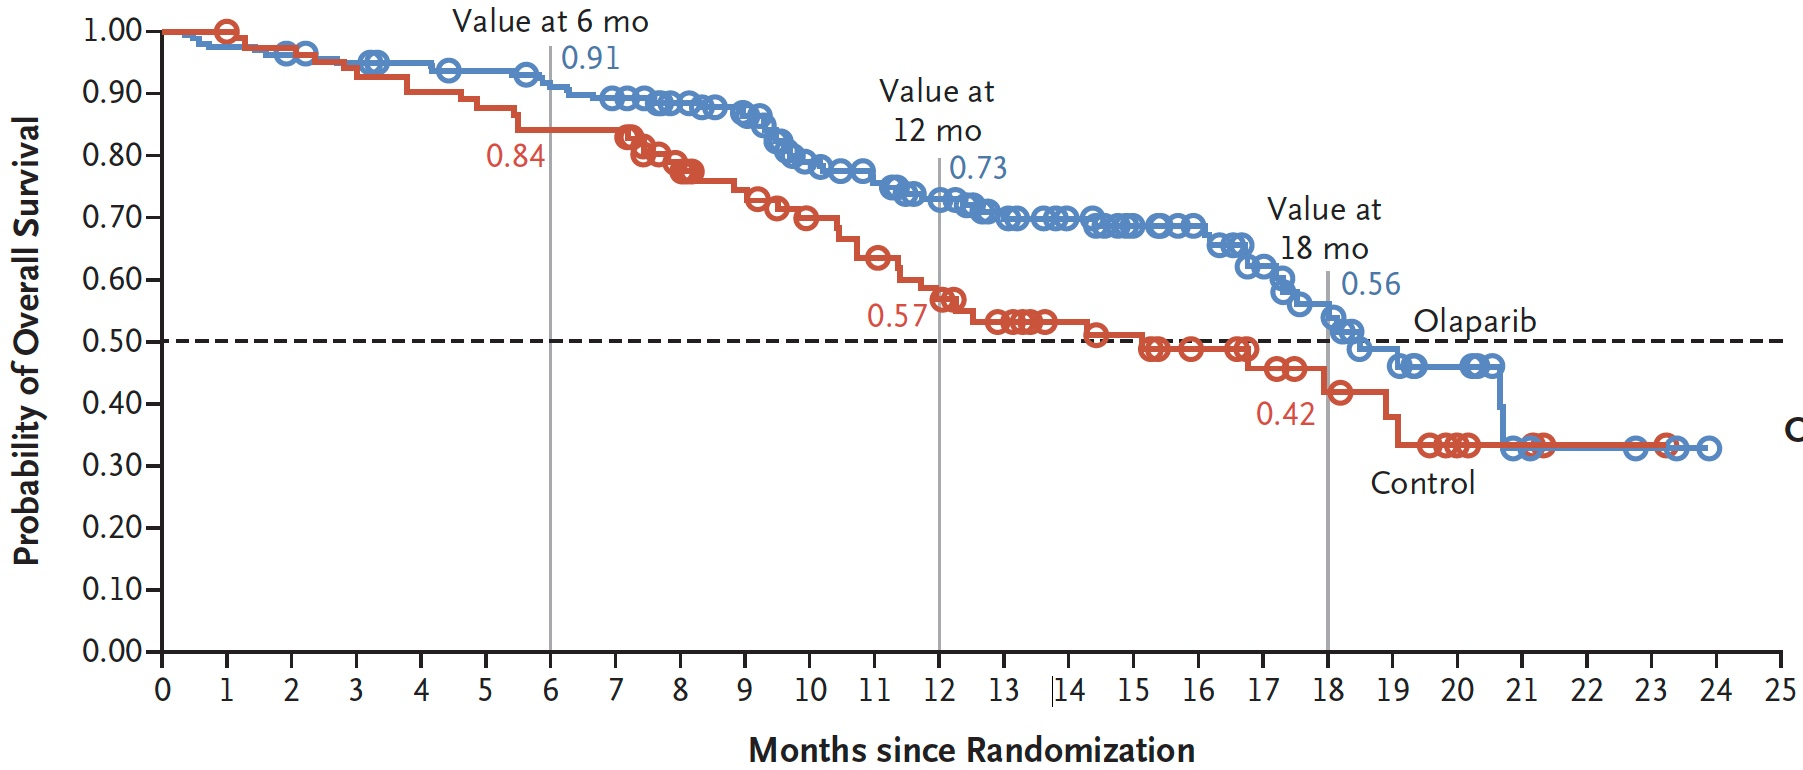 Value at 6 mo
0.91
Value at
12 mo
0.73
Value at
18 mo
0.56
Olaparib
0.84
0.57
0.42
Control
Probability of Overall Survival
1.00
0.90
0.80
0.70
0.60
0.50
0.40
0.30
0.20
0.10
0.00
0 1 2 3 4 5 6 7 8 9 10 11 12 13 14 15 16 17 18 19 20 21 22 23 24 25
Months since Randomization